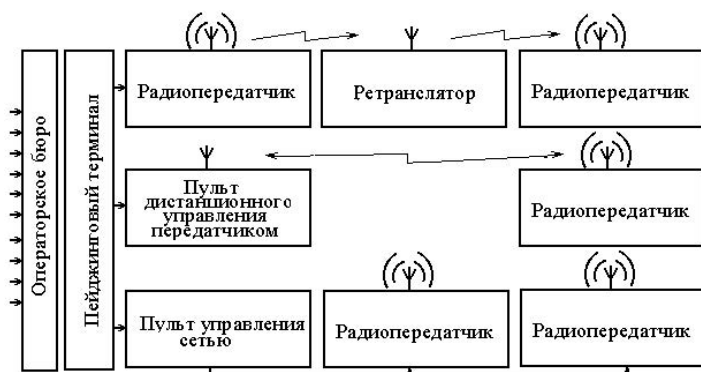 Операторское бюро
Пейджинговый терминал
Радиопередатчик
Ретранслятор
Радиопередатчик
Пульт
дистанционного
управления
передатчиком
Радиопередатчик
Пульт управления
сетью
Радиопередатчик
Радиопередатчик